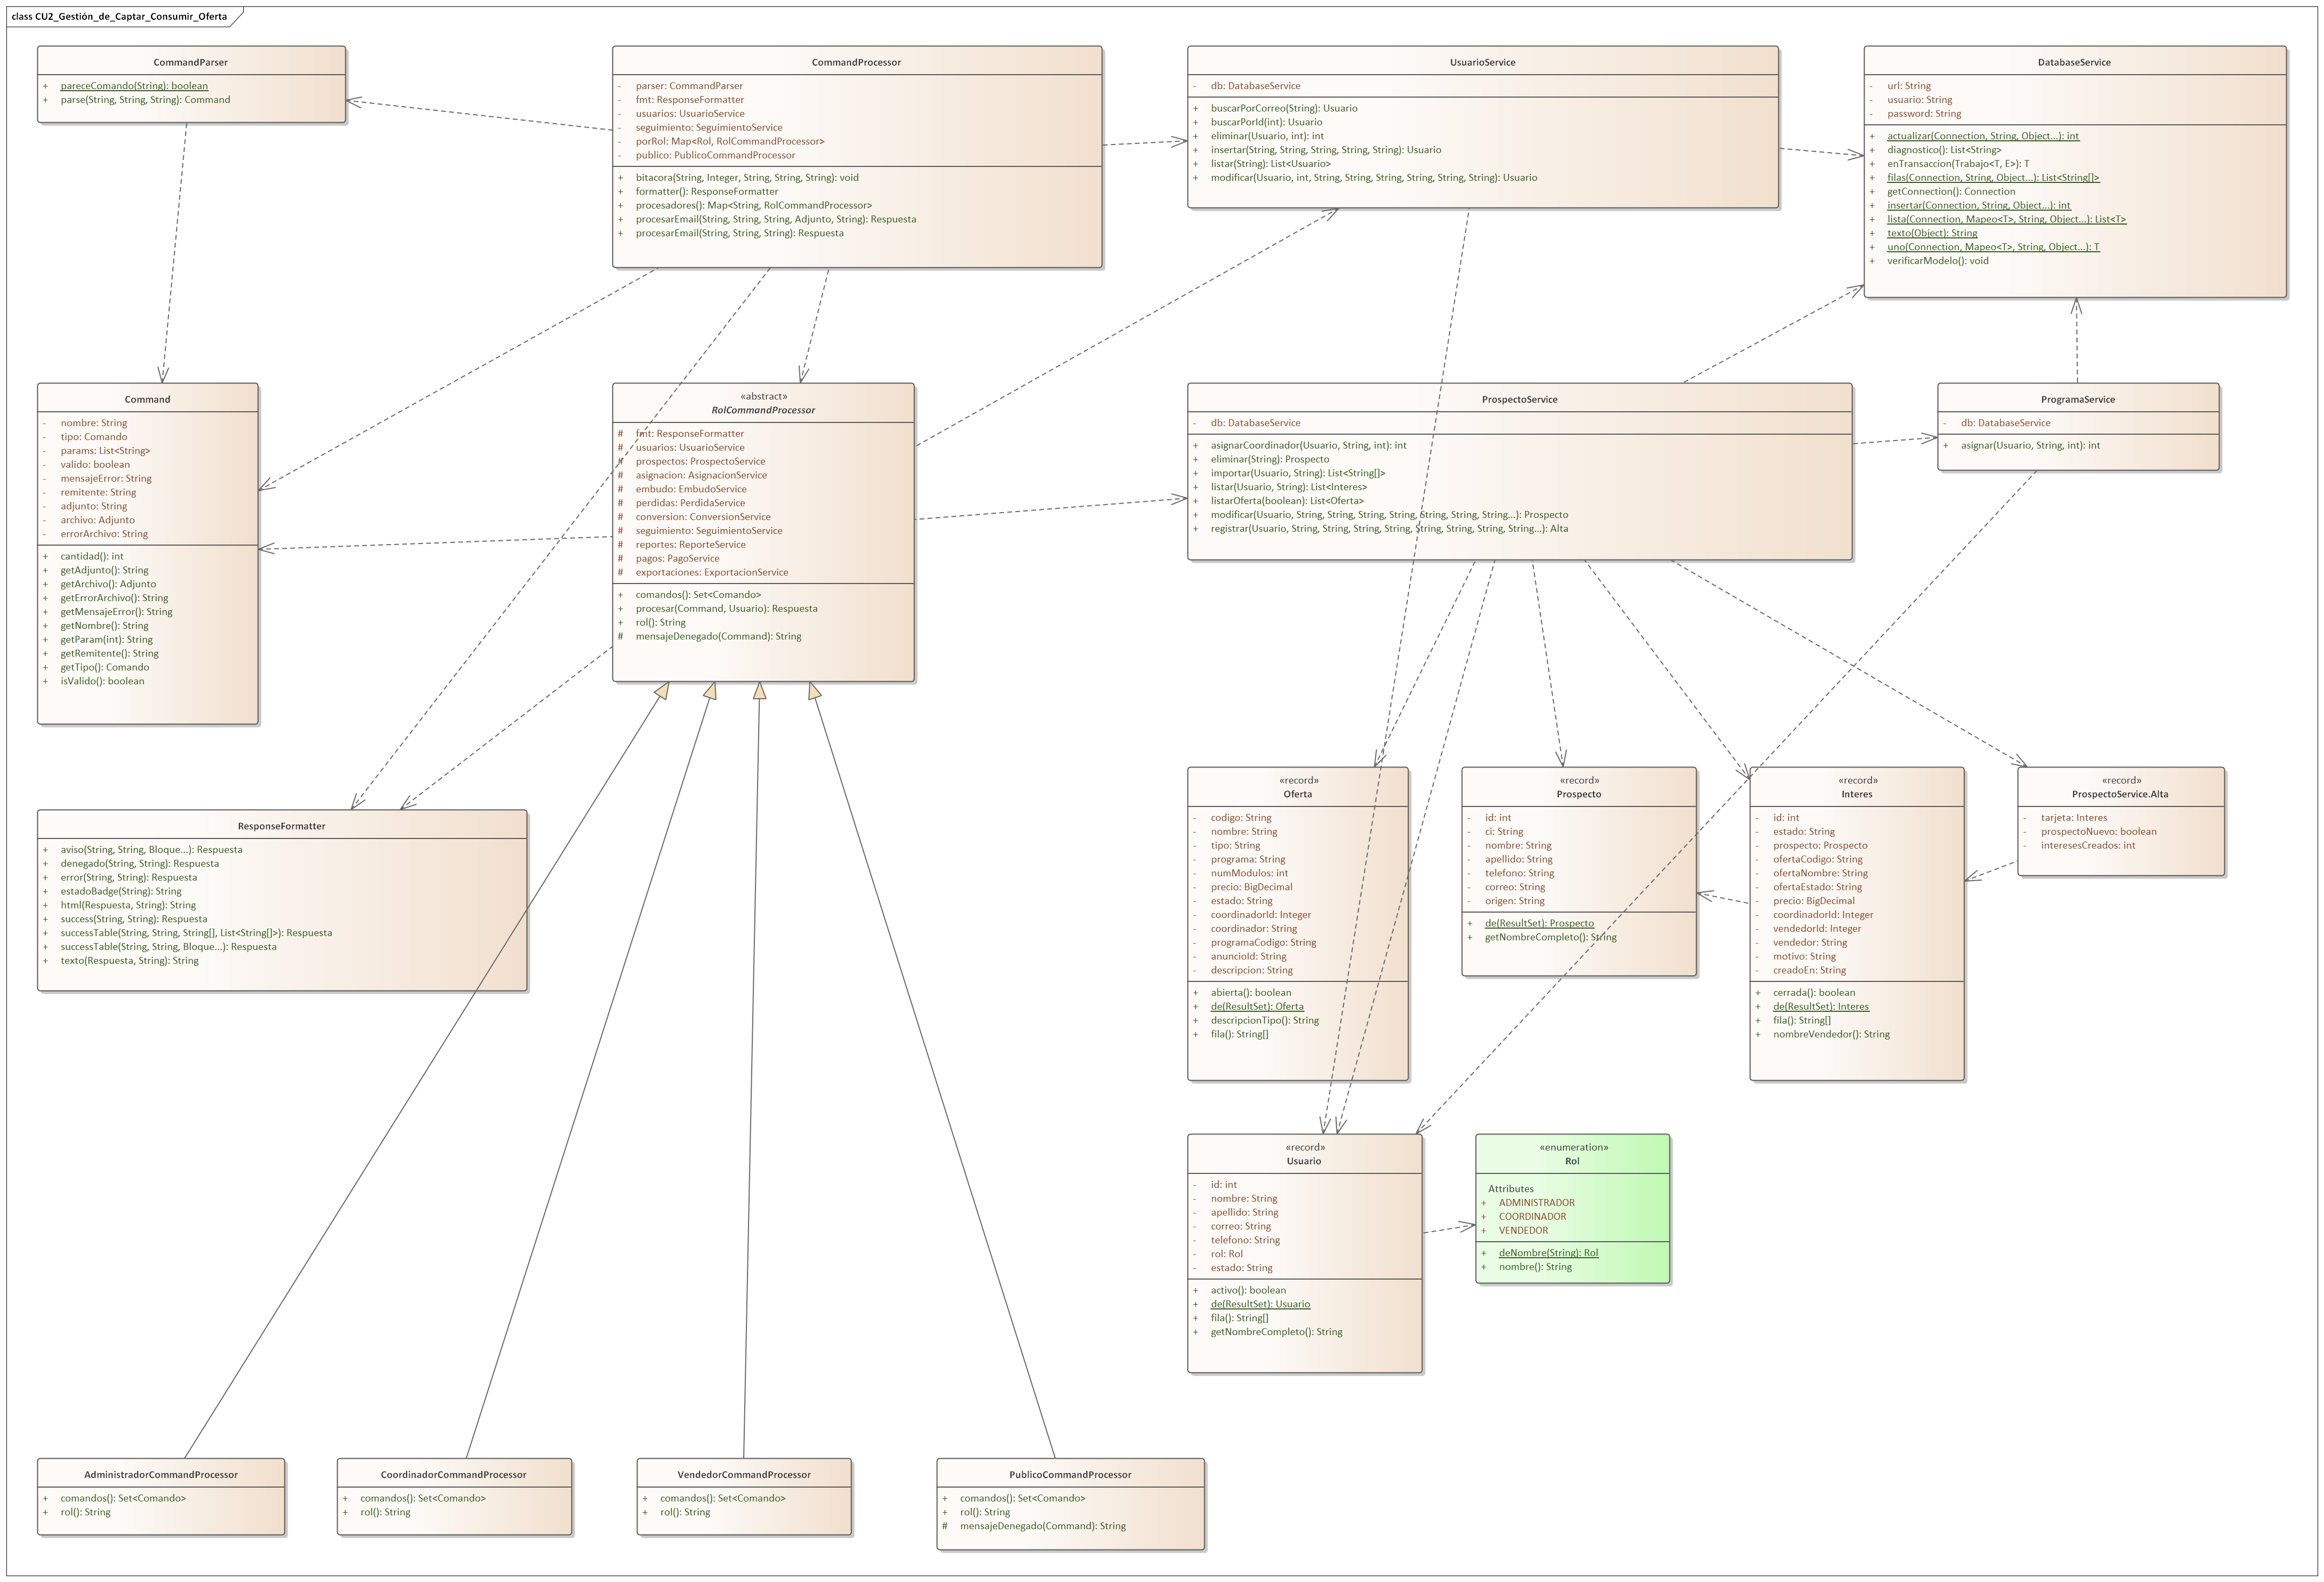 class CU2_Gestión_de_Captar_Consumir_Oferta
CommandParser
+ pareceComando(String): boolean
+ parse(String, String, String): Command
CommandProcessor
- parser: CommandParser
- fmt: ResponseFormatter
- usuarios: UsuarioService
- seguimiento: SeguimientoService
- porRol: Map<Rol, RolCommandProcessor>
- publico: PublicoCommandProcessor
+ bitacora(String, Integer, String, String, String): void
+ formatter(): ResponseFormatter
+ procesadores(): Map<String, RolCommandProcessor>
+ procesarEmail(String, String, String, Adjunto, String): Respuesta
+ procesarEmail(String, String, String): Respuesta
UsuarioService
- db: DatabaseService
+ buscarPorCorreo(String): Usuario
+ buscarPorId(int): Usuario
+ eliminar(Usuario, int): int
+ insertar(String, String, String, String, String): Usuario
+ listar(String): List<Usuario>
+ modificar(Usuario, int, String, String, String, String, String, String): Usuario
DatabaseService
- url: String
- usuario: String
- password: String
+ actualizar(Connection, String, Object...): int
+ diagnostico(): List<String>
+ enTransaccion(Trabajo<T, E>): T
+ filas(Connection, String, Object...): List<String[]>
+ getConnection(): Connection
+ insertar(Connection, String, Object...): int
+ lista(Connection, Mapeo<T>, String, Object...): List<T>
+ texto(Object): String
+ uno(Connection, Mapeo<T>, String, Object...): T
+ verificarModelo(): void
Command
- nombre: String
- tipo: Comando
- params: List<String>
- valido: boolean
- mensajeError: String
- remitente: String
- adjunto: String
- archivo: Adjunto
- errorArchivo: String
+ cantidad(): int
+ getAdjunto(): String
+ getArchivo(): Adjunto
+ getErrorArchivo(): String
+ getMensajeError(): String
+ getNombre(): String
+ getParam(int): String
+ getRemitente(): String
+ getTipo(): Comando
+ isValido(): boolean
«abstract»
RolCommandProcessor
# fmt: ResponseFormatter
# usuarios: UsuarioService
# prospectos: ProspectoService
# asignacion: AsignacionService
# embudo: EmbudoService
# perdidas: PerdidaService
# conversion: ConversionService
# seguimiento: SeguimientoService
# reportes: ReporteService
# pagos: PagoService
# exportaciones: ExportacionService
+ comandos(): Set<Comando>
+ procesar(Command, Usuario): Respuesta
+ rol(): String
# mensajeDenegado(Command): String
ProspectoService
- db: DatabaseService
+ asignarCoordinador(Usuario, String, int): int
+ eliminar(String): Prospecto
+ importar(Usuario, String): List<String[]>
+ listar(Usuario, String): List<Interes>
+ listarOferta(boolean): List<Oferta>
+ modificar(Usuario, String, String, String, String, String, String, String...): Prospecto
+ registrar(Usuario, String, String, String, String, String, String, String, String...): Alta
ProgramaService
- db: DatabaseService
+ asignar(Usuario, String, int): int
ResponseFormatter
+ aviso(String, String, Bloque...): Respuesta
+ denegado(String, String): Respuesta
+ error(String, String): Respuesta
+ estadoBadge(String): String
+ html(Respuesta, String): String
+ success(String, String): Respuesta
+ successTable(String, String, String[], List<String[]>): Respuesta
+ successTable(String, String, Bloque...): Respuesta
+ texto(Respuesta, String): String
«record»
Oferta
- codigo: String
- nombre: String
- tipo: String
- programa: String
- numModulos: int
- precio: BigDecimal
- estado: String
- coordinadorId: Integer
- coordinador: String
- programaCodigo: String
- anuncioId: String
- descripcion: String
+ abierta(): boolean
+ de(ResultSet): Oferta
+ descripcionTipo(): String
+ fila(): String[]
«record»
Prospecto
- id: int
- ci: String
- nombre: String
- apellido: String
- telefono: String
- correo: String
- origen: String
+ de(ResultSet): Prospecto
+ getNombreCompleto(): String
«record»
Interes
- id: int
- estado: String
- prospecto: Prospecto
- ofertaCodigo: String
- ofertaNombre: String
- ofertaEstado: String
- precio: BigDecimal
- coordinadorId: Integer
- vendedorId: Integer
- vendedor: String
- motivo: String
- creadoEn: String
+ cerrada(): boolean
+ de(ResultSet): Interes
+ fila(): String[]
+ nombreVendedor(): String
«record»
ProspectoService.Alta
- tarjeta: Interes
- prospectoNuevo: boolean
- interesesCreados: int
«record»
Usuario
- id: int
- nombre: String
- apellido: String
- correo: String
- telefono: String
- rol: Rol
- estado: String
+ activo(): boolean
+ de(ResultSet): Usuario
+ fila(): String[]
+ getNombreCompleto(): String
«enumeration»
Rol
Attributes
+ ADMINISTRADOR
+ COORDINADOR
+ VENDEDOR
+ deNombre(String): Rol
+ nombre(): String
AdministradorCommandProcessor
+ comandos(): Set<Comando>
+ rol(): String
CoordinadorCommandProcessor
+ comandos(): Set<Comando>
+ rol(): String
VendedorCommandProcessor
+ comandos(): Set<Comando>
+ rol(): String
PublicoCommandProcessor
+ comandos(): Set<Comando>
+ rol(): String
# mensajeDenegado(Command): String